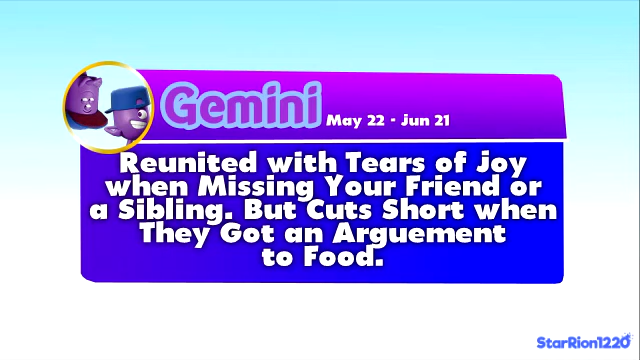 Gemini May 22 - Jun 21
Reunited with Tears of Joy
when Missing Your Friend or
a Sibling. But Cuts Short when
They Got an Arguement
to Food.
StarRion1220